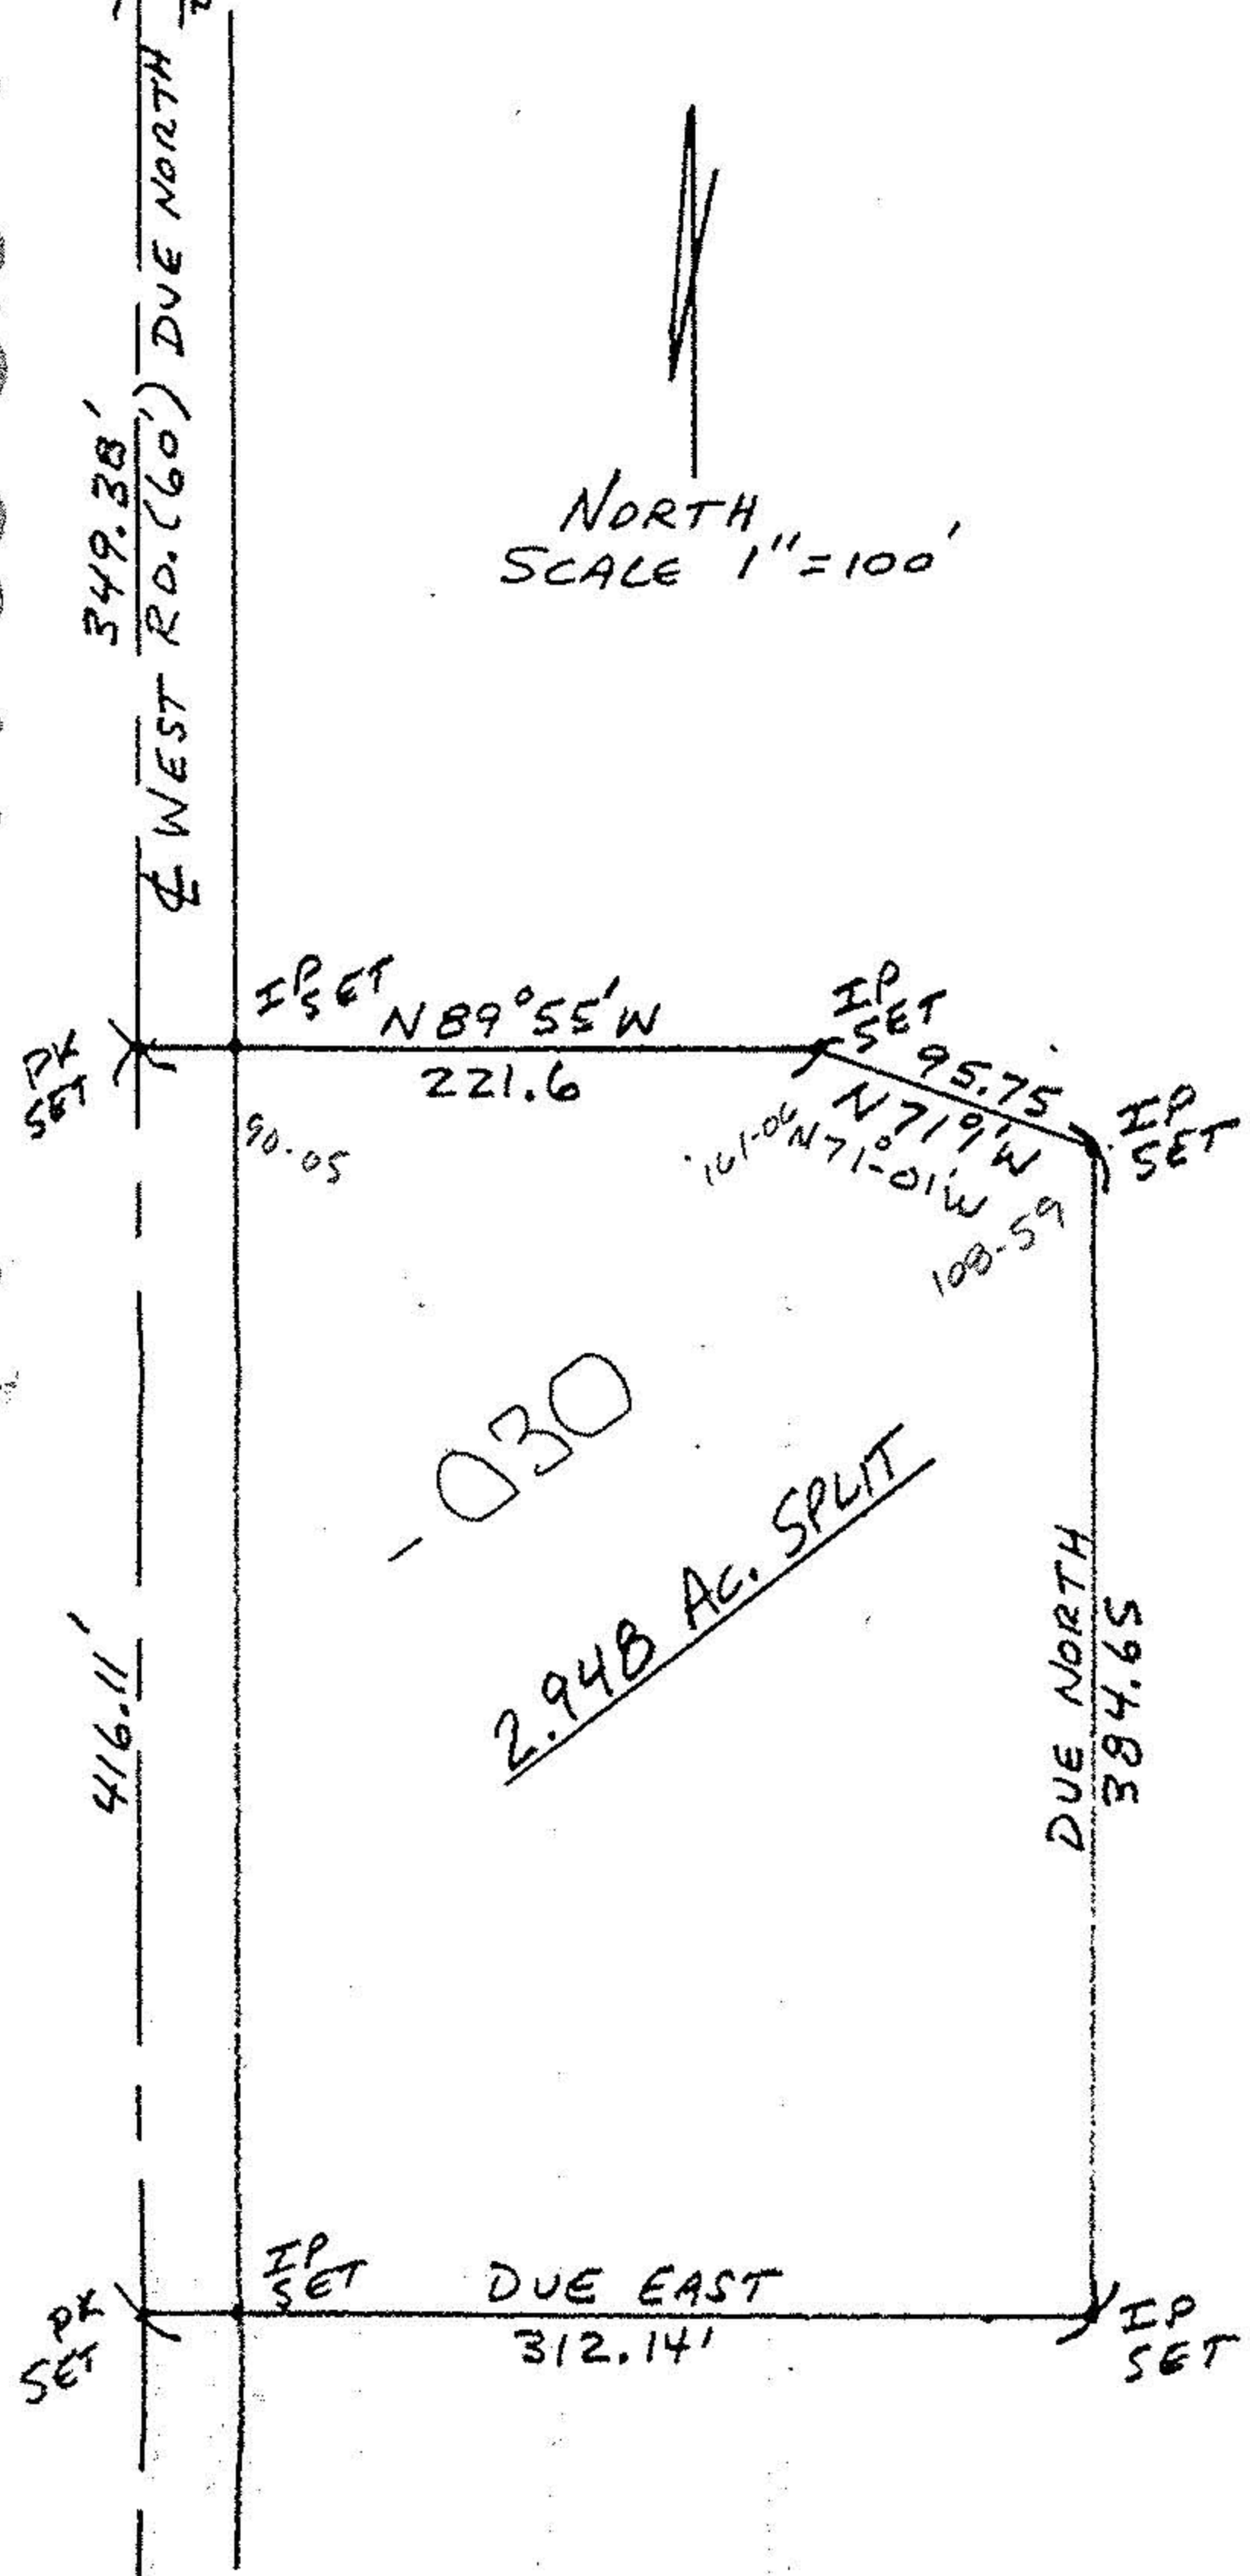 349.38'
℄ WEST RD. (60') DUE NORTH
NORTH
SCALE 1"=100'
PK
SET
IP
SET
N89°55'W
221.6
IP
SET
95.75
N71°1'W
IP
SET
90-05
161-06
N71°-01'W
108-59
-030
2.948 Ac. SPLIT
416.11'
DUE NORTH
384.65
PK
SET
IP
SET
DUE EAST
312.14'
IP
SET